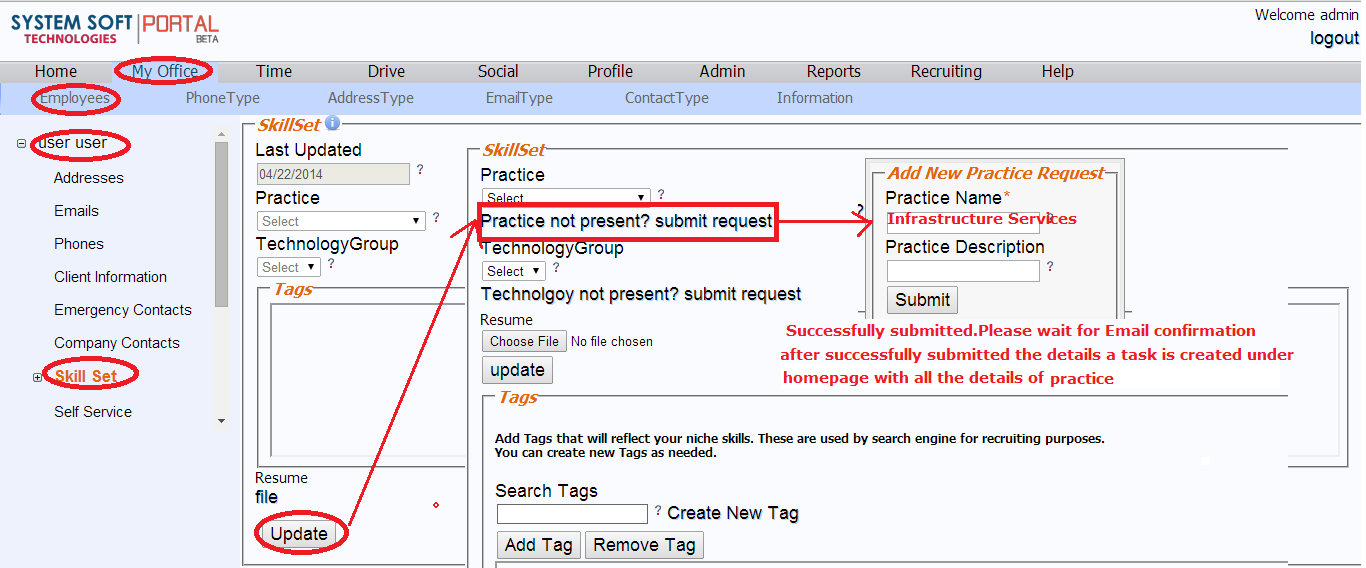 SYSTEM SOFT
TECHNOLOGIES
PORTAL
BETA
Welcome admin
logout
Home My Office Time Drive Social Profile Admin Reports Recruiting Help
Employees PhoneType AddressType EmailType ContactType Information
user user
Addresses
Emails
Phones
Client Information
Emergency Contacts
Company Contacts
Skill Set
Self Service
SkillSet i
Last Updated
04/22/2014 ?
Practice
Select ?
TechnologyGroup
Select ?
Tags
Resume
file
Update
SkillSet
Practice
Select ?
Practice not present? submit request
TechnologyGroup
Select ?
Technolgoy not present? submit request
Resume
Choose File No file chosen
update
Tags
Add Tags that will reflect your niche skills. These are used by search engine for recruiting purposes.
You can create new Tags as needed.
Search Tags
? Create New Tag
Add Tag Remove Tag
?
Add New Practice Request
Practice Name*
Infrastructure Services ?
Practice Description
?
Submit
Successfully submitted.Please wait for Email confirmation
after successfully submitted the details a task is created under
homepage with all the details of practice